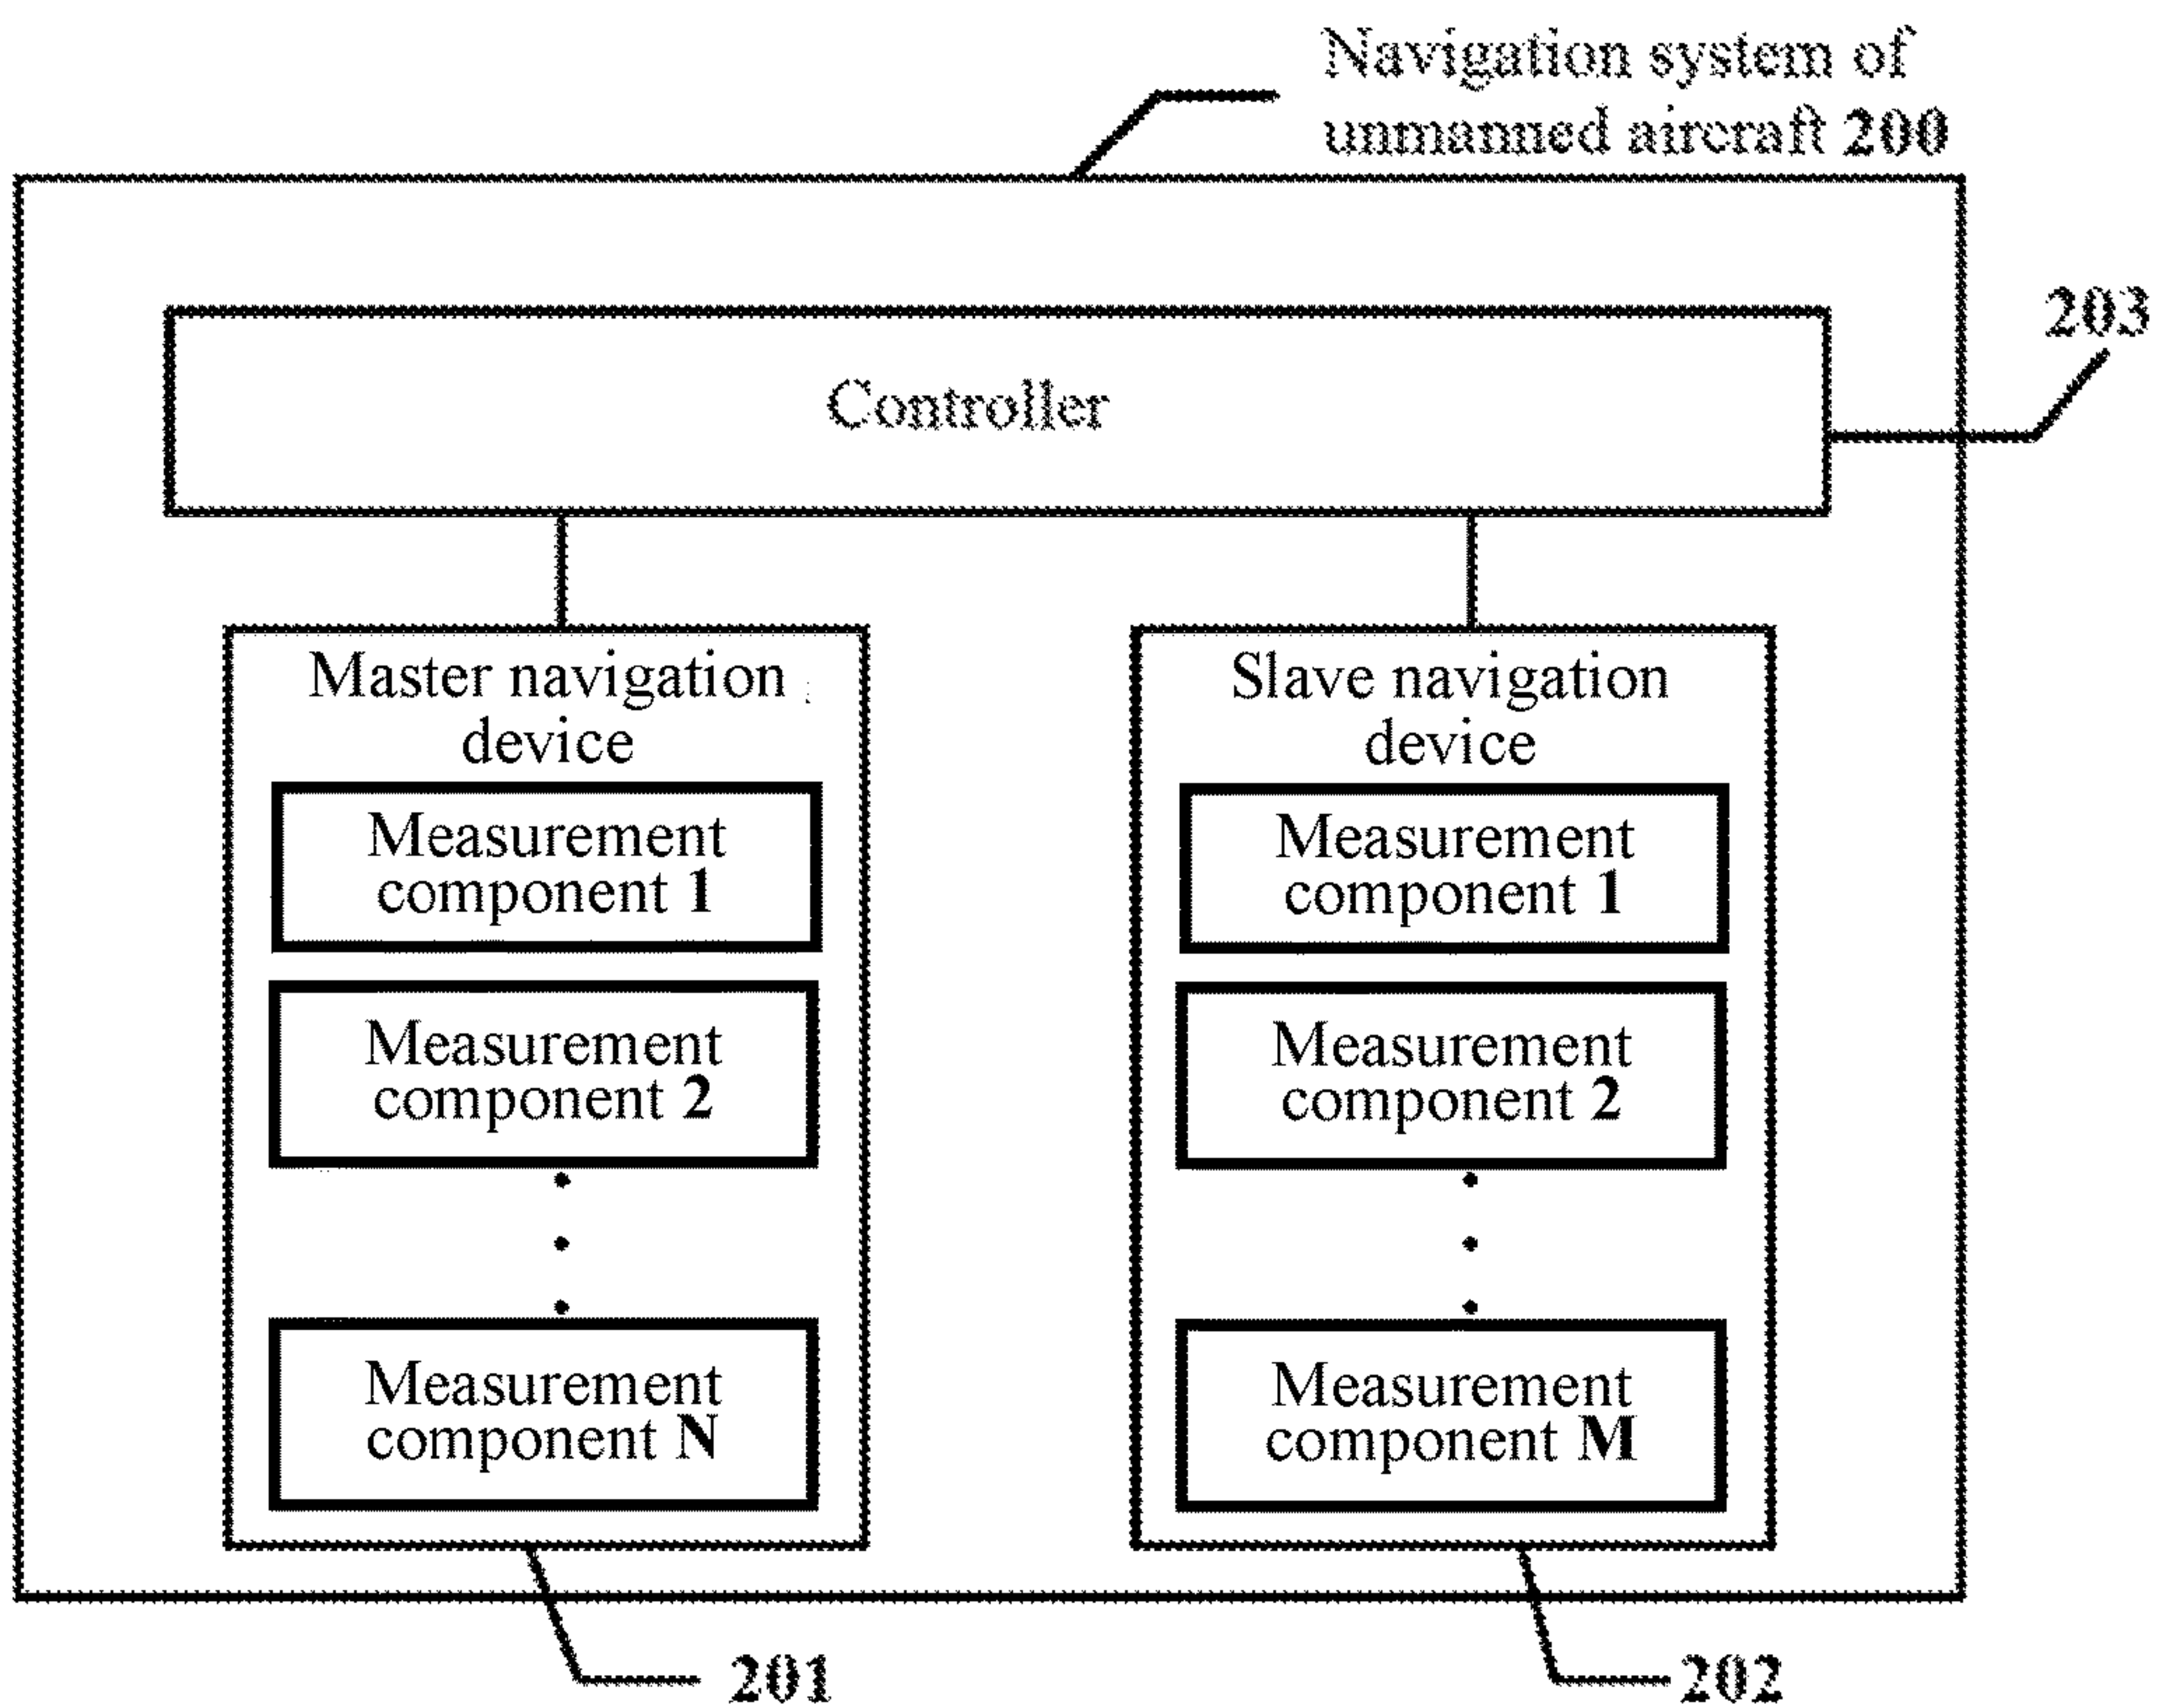 Navigation system of
unmanned aircraft 200
203
Controller
Master navigation
device
Measurement
component 1
Measurement
component 2
Measurement
component N
Slave navigation
device
Measurement
component 1
Measurement
component 2
Measurement
component M
201
202